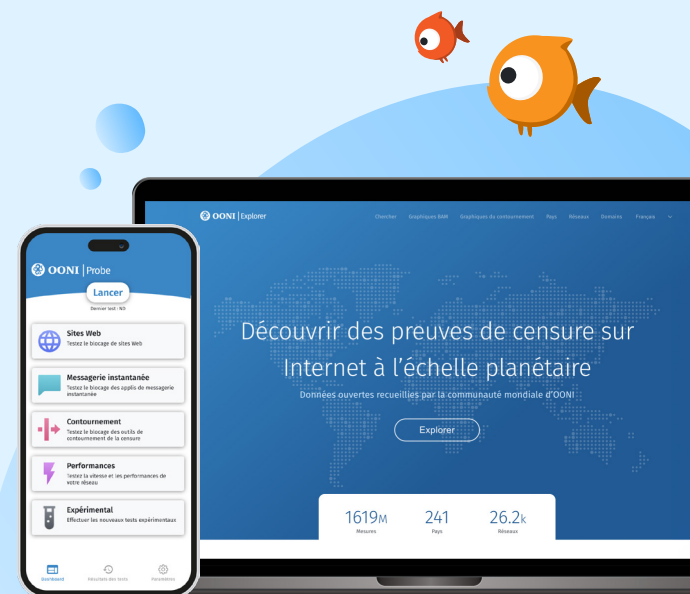 OONI | Explorer
Chercher Graphiques MAM Graphiques du contournement Pays Réseaux Domains Français
Découvrir des preuves de censure sur
Internet à l'échelle planétaire
Données ouvertes recueillies par la communauté mondiale d'OONI
Explorer
1619M 241 26.2k
Mesures Pays Réseaux
OONI | Probe
Lancer
Dernier test : ND
Sites Web
Testez le blocage de sites Web
Messagerie instantanée
Testez le blocage des applis de messagerie
instantanée
Contournement
Testez le blocage des outils de
contournement de la censure
Performances
Testez la vitesse et les performances de
votre réseau
Expérimental
Effectuer les nouveaux tests expérimentaux
Dashboard Résultats des tests Paramètres